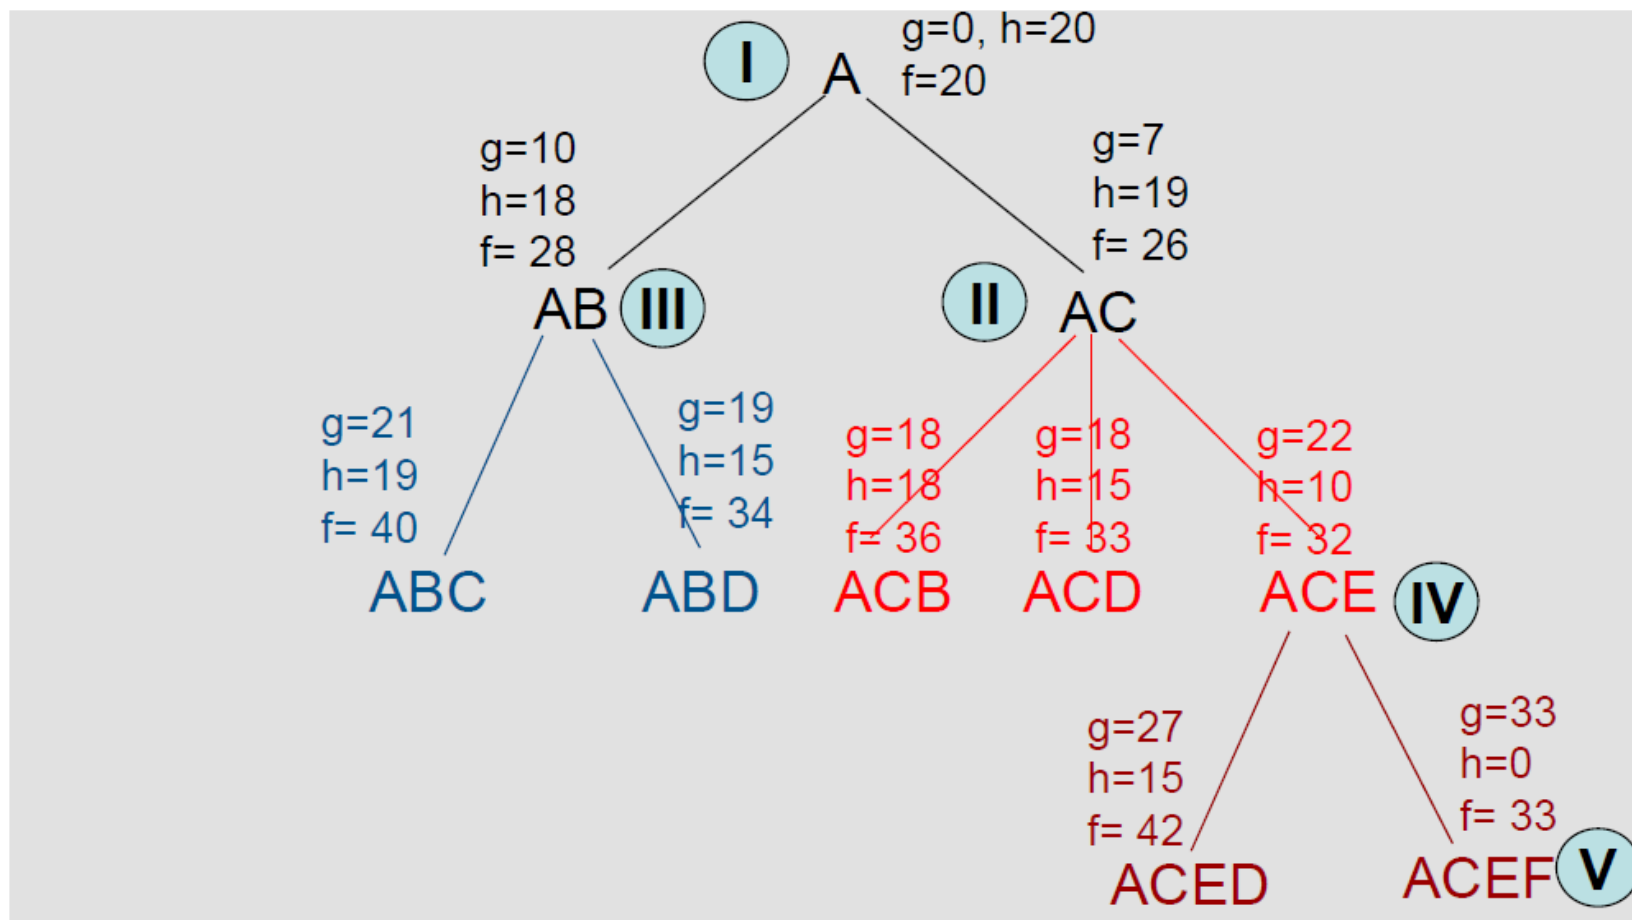 I
A
g=0, h=20
f=20
g=10
h=18
f= 28
g=7
h=19
f= 26
AB
III
II
AC
g=21
h=19
f= 40
g=19
h=15
f= 34
g=18
h=18
f= 36
g=18
h=15
f= 33
g=22
h=10
f= 32
ABC
ABD
ACB
ACD
ACE
IV
g=27
h=15
f= 42
g=33
h=0
f= 33
ACED
ACEF
V